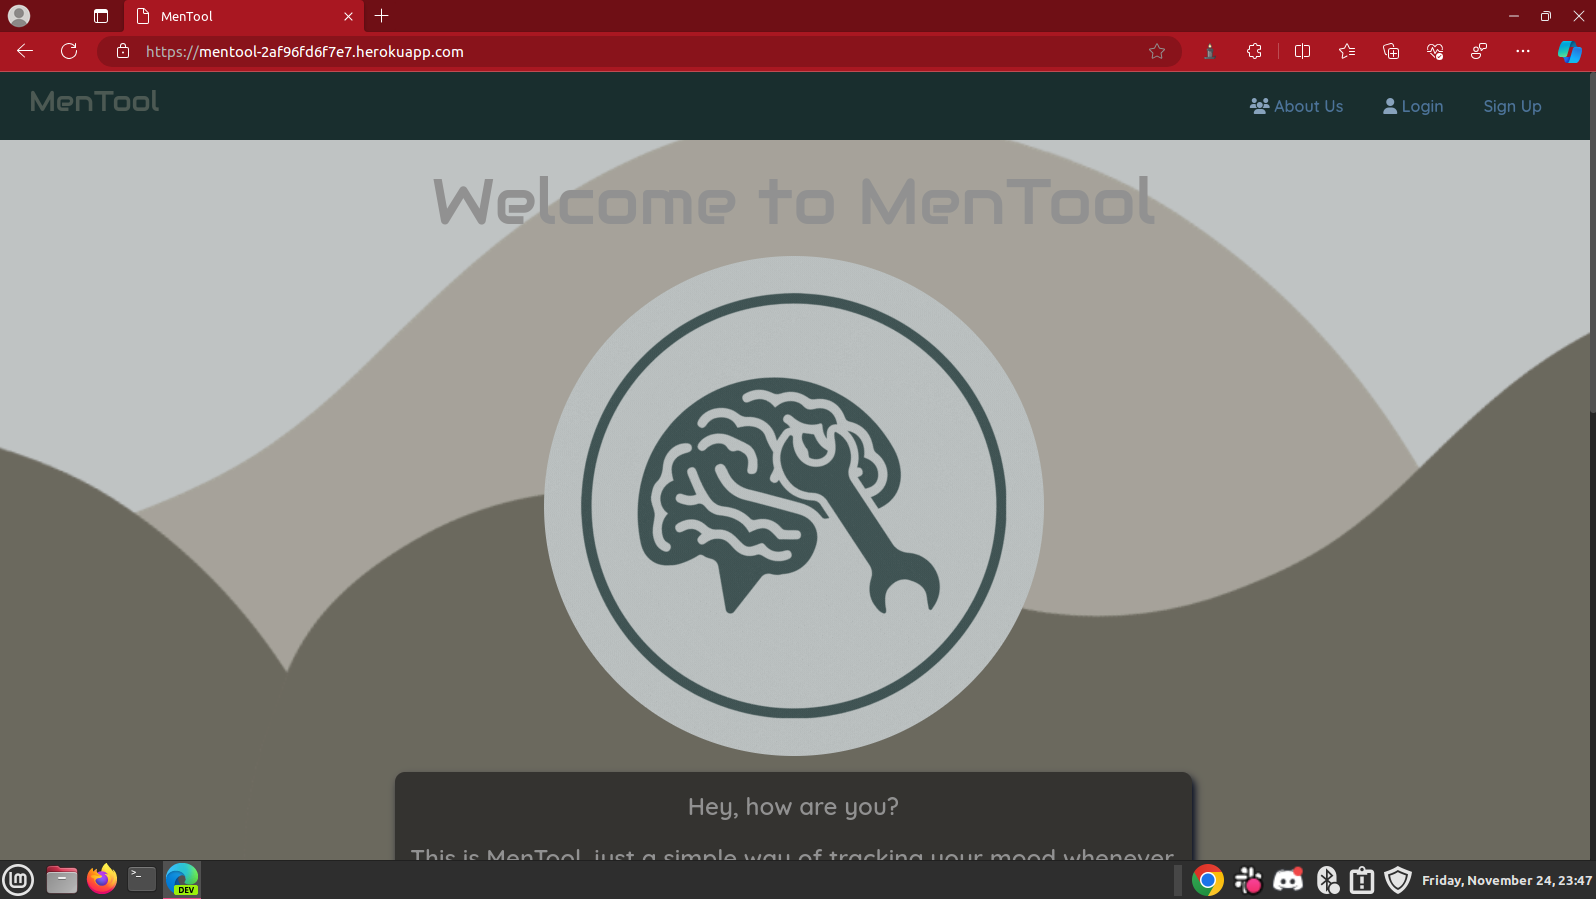 MenTool
https://mentool-2af96fd6f7e7.herokuapp.com
MenTool
About Us
Login
Sign Up
Welcome to MenTool
Hey, how are you?
This is MenTool, just a simple way of tracking your mood whenever
>_
DEV
Friday, November 24, 23:47